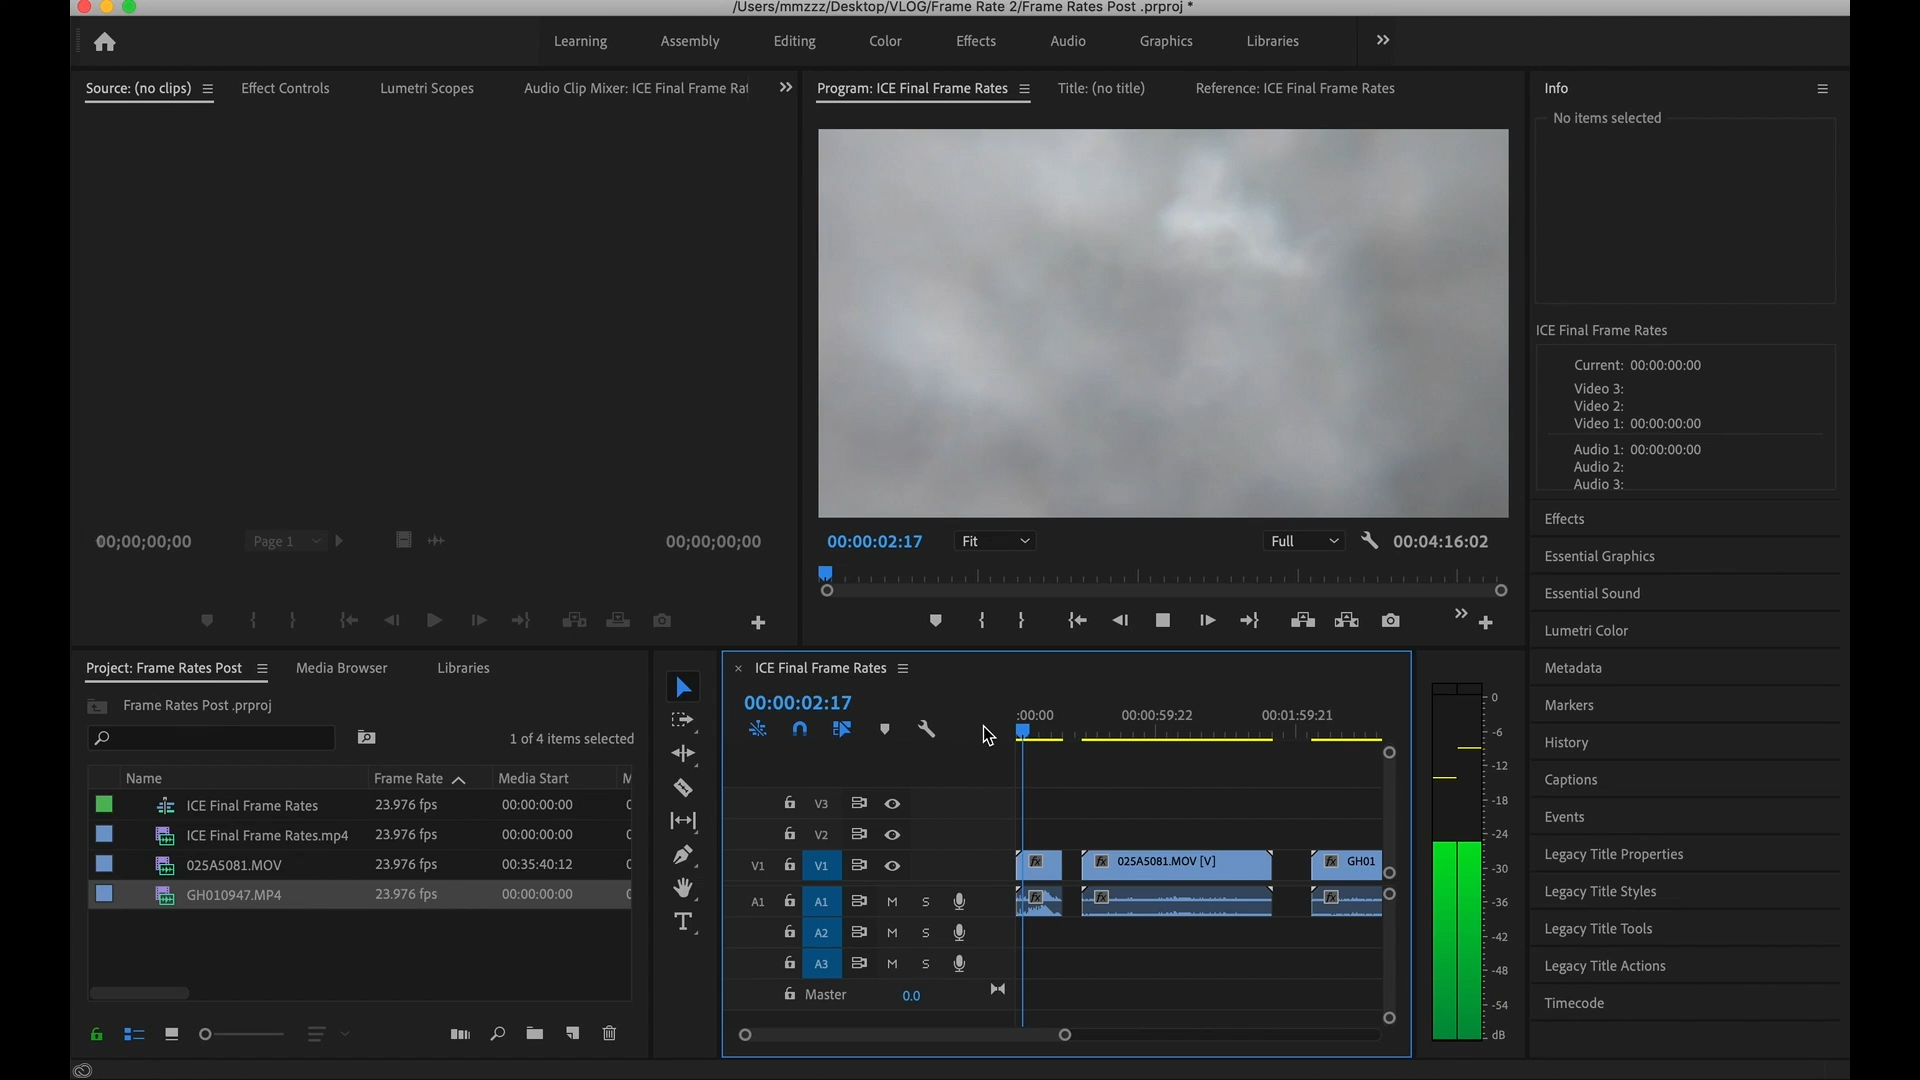 /Users/mmzzz/Desktop/VLOG/Frame Rate 2/Frame Rates Post .prproj *
Learning Assembly Editing Color Effects Audio Graphics Libraries
Source: (no clips) Effect Controls Lumetri Scopes Audio Clip Mixer: ICE Final Frame Rat
Program: ICE Final Frame Rates Title: (no title) Reference: ICE Final Frame Rates
Info
No items selected
ICE Final Frame Rates
Current: 00:00:00:00
Video 3:
Video 2:
Video 1: 00:00:00:00
Audio 1: 00:00:00:00
Audio 2:
Audio 3:
00;00;00;00 Page 1 00;00;00;00
00:00:02:17 Fit Full 00:04:16:02
Effects
Essential Graphics
Essential Sound
Lumetri Color
Metadata
Markers
History
Captions
Events
Legacy Title Properties
Legacy Title Styles
Legacy Title Tools
Legacy Title Actions
Timecode
Project: Frame Rates Post Media Browser Libraries
Frame Rates Post .prproj
1 of 4 items selected
Name Frame Rate Media Start M
ICE Final Frame Rates 23.976 fps 00:00:00:00 0
ICE Final Frame Rates.mp4 23.976 fps 00:00:00:00 0
025A5081.MOV 23.976 fps 00:35:40:12 0
GH010947.MP4 23.976 fps 00:00:00:00 0
× ICE Final Frame Rates
00:00:02:17
:00:00 00:00:59:22 00:01:59:21
V3
V2
V1 V1 fx fx 025A5081.MOV [V] fx GH01
A1 A1 M S fx fx fx
A2 M S
A3 M S
Master 0.0
0
-6
-12
-18
-24
-30
-36
-42
-48
-54
dB